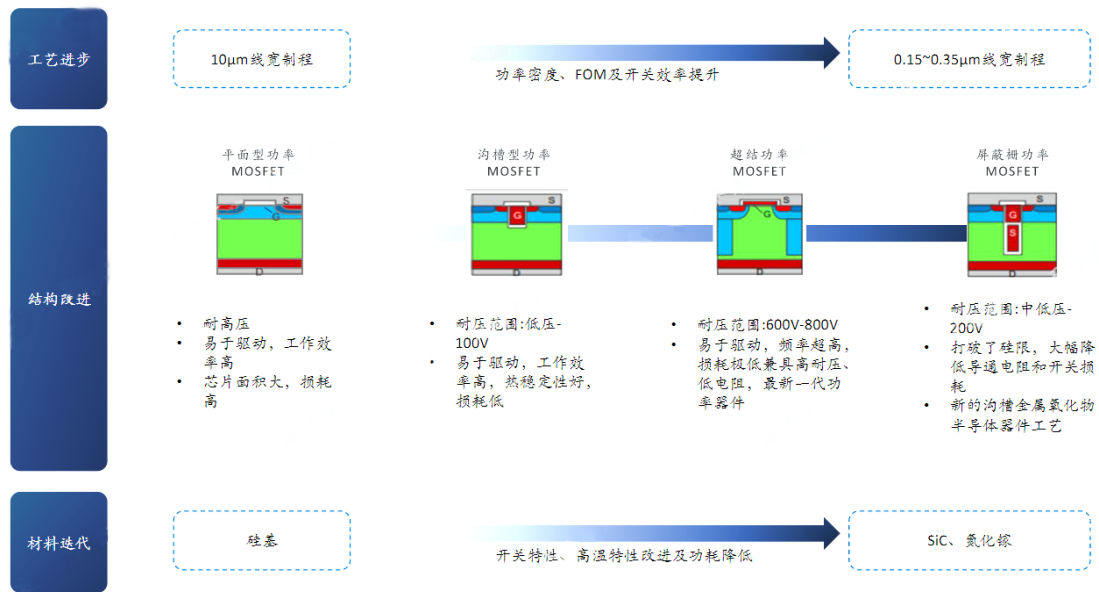 工艺进步
10μm线宽制程
功率密度、FOM及开关效率提升
0.15~0.35μm线宽制程
结构改进
平面型功率
MOSFET
S
G
D
• 耐高压
• 易于驱动，工作效
率高
• 芯片面积大，损耗
高
沟槽型功率
MOSFET
S
G
D
• 耐压范围:低压-
100V
• 易于驱动，工作效
率高，热稳定性好，
损耗低
超结功率
MOSFET
S
G
D
• 耐压范围:600V-800V
• 易于驱动，频率超高，
损耗极低兼具高耐压、
低电阻，最新一代功
率器件
屏蔽栅功率
MOSFET
S
G
S
D
• 耐压范围:中低压-
200V
• 打破了硅限，大幅降
低导通电阻和开关损
耗
• 新的沟槽金属氧化物
半导体器件工艺
材料迭代
硅基
开关特性、高温特性改进及功耗降低
SiC、氮化镓